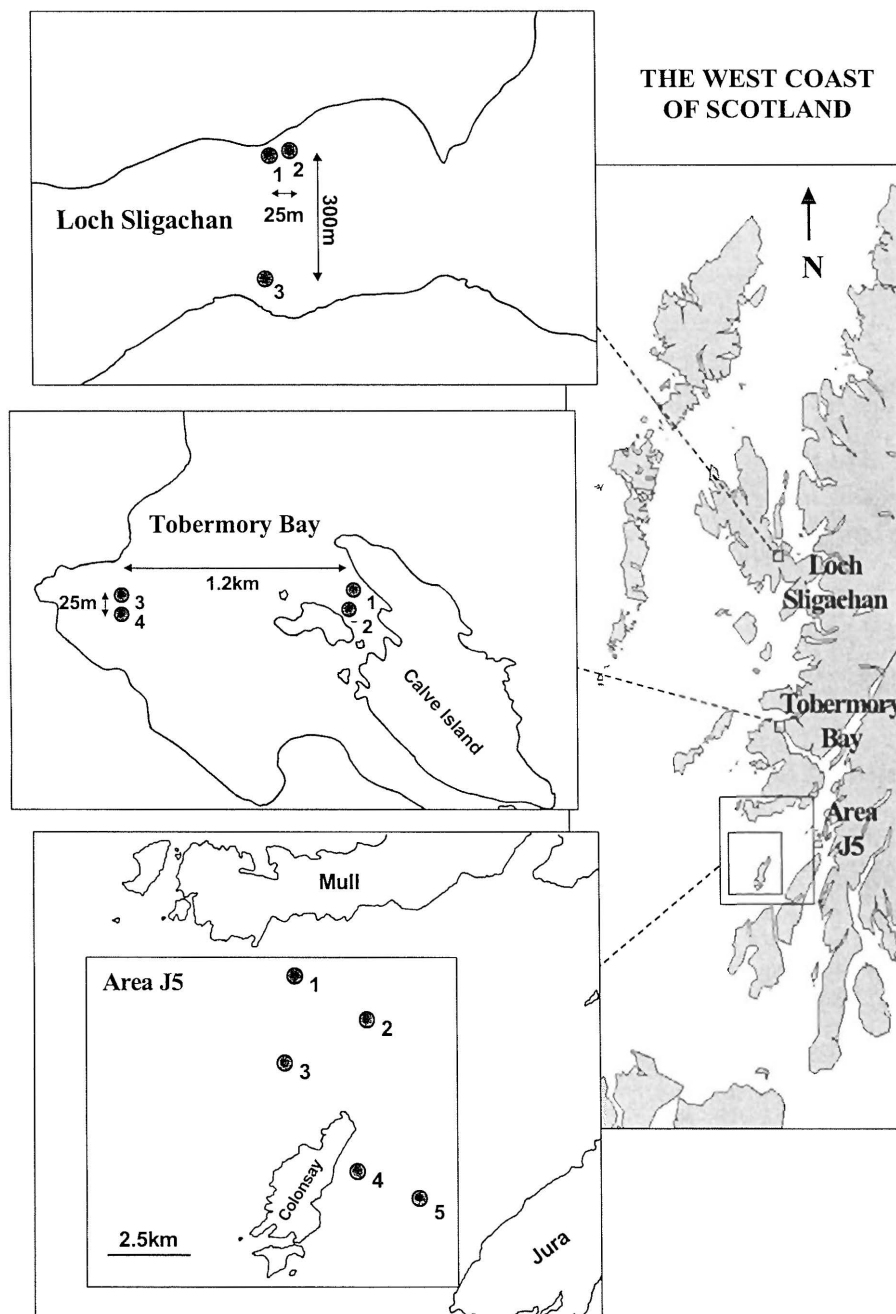 THE WEST COAST
OF SCOTLAND
N
1
2
25m
300m
Loch Sligachan
3
Tobermory Bay
1.2km
25m
3
4
1
2
Calve Island
Loch
Sligachan
Tobermory
Bay
Area
J5
Mull
Area J5
1
2
3
4
5
Colonsay
2.5km
Jura